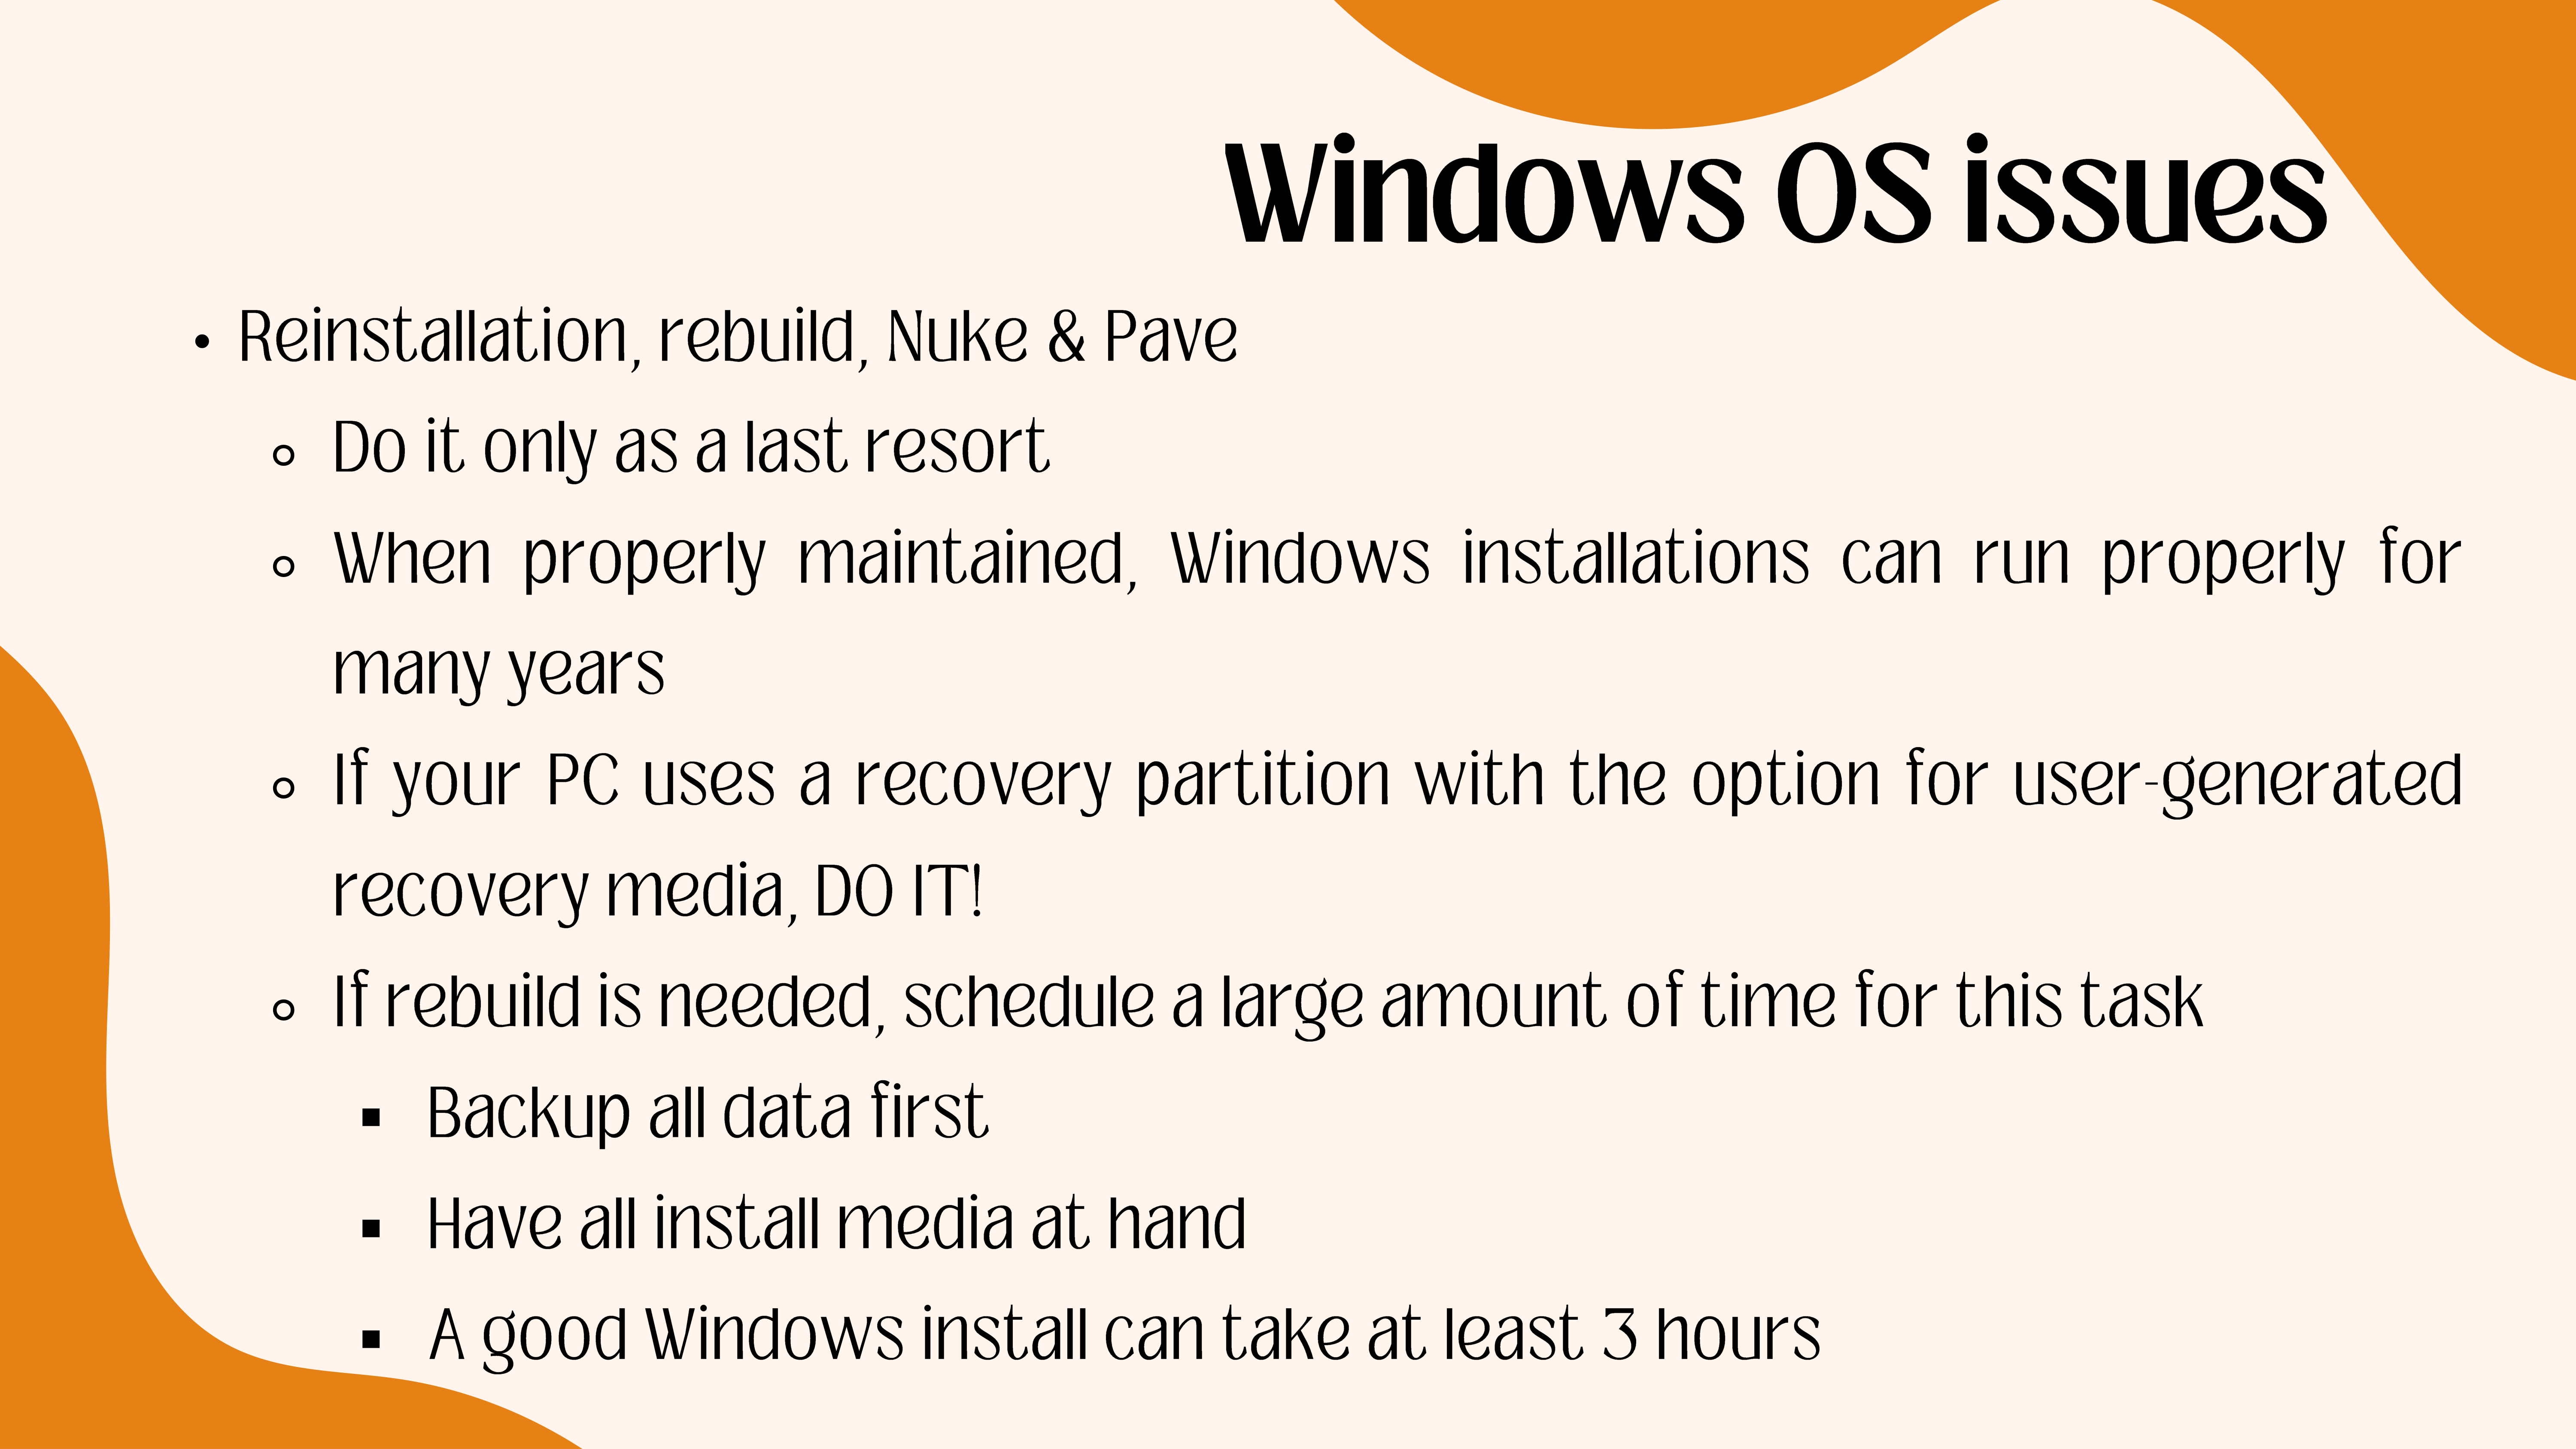 Windows OS issues
• Reinstallation, rebuild, Nuke & Pave
◦ Do it only as a last resort
◦ When properly maintained, Windows installations can run properly for
many years
◦ If your PC uses a recovery partition with the option for user-generated
recovery media, DO IT!
◦ If rebuild is needed, schedule a large amount of time for this task
▪ Backup all data first
▪ Have all install media at hand
▪ A good Windows install can take at least 3 hours